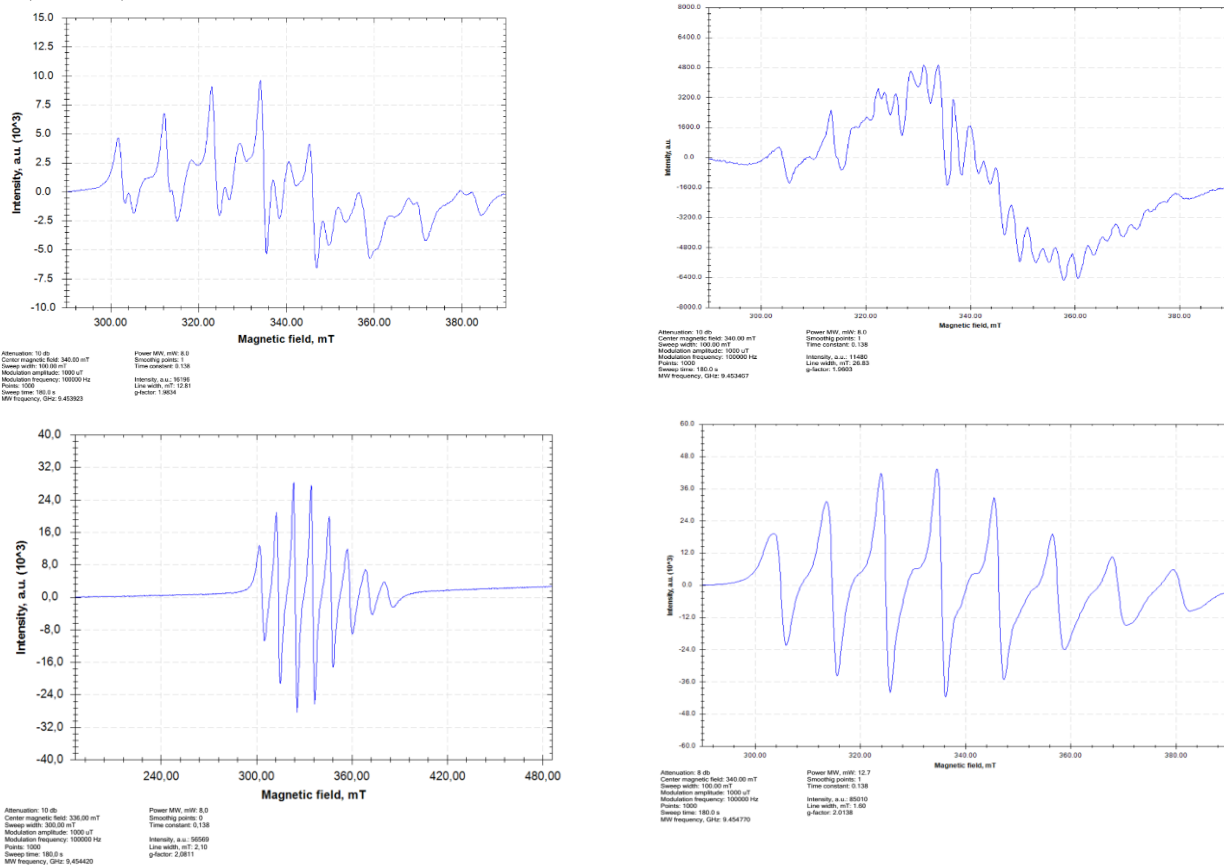 15.0
12.5
10.0
7.5
5.0
2.5
0.0
-2.5
-5.0
-7.5
-10.0
Intensity, a.u. (10^3)
300.00 320.00 340.00 360.00 380.00
Magnetic field, mT
Attenuation: 10 db
Center magnetic field: 340.00 mT
Sweep width: 100.00 mT
Modulation amplitude: 1000 uT
Modulation frequency: 100000 Hz
Points: 1000
Sweep time: 180.0 s
MW frequency, GHz: 9.453923
Power MW, mW: 8.0
Smoothig points: 1
Time constant: 0.138
Intensity, a.u.: 16196
Line width, mT: 12.81
g-factor: 1.9834
8000.0
6400.0
4800.0
3200.0
1600.0
0.0
-1600.0
-3200.0
-4800.0
-6400.0
-8000.0
Intensity, a.u.
300.00 320.00 340.00 360.00 380.00
Magnetic field, mT
Attenuation: 10 db
Center magnetic field: 340.00 mT
Sweep width: 100.00 mT
Modulation amplitude: 1000 uT
Modulation frequency: 100000 Hz
Points: 1000
Sweep time: 180.0 s
MW frequency, GHz: 9.453467
Power MW, mW: 8.0
Smoothig points: 1
Time constant: 0.138
Intensity, a.u.: 11480
Line width, mT: 26.83
g-factor: 1.9603
40,0
32,0
24,0
16,0
8,0
0,0
-8,0
-16,0
-24,0
-32,0
-40,0
Intensity, a.u. (10^3)
240,00 300,00 360,00 420,00 480,00
Magnetic field, mT
Attenuation: 10 db
Center magnetic field: 336,00 mT
Sweep width: 300,00 mT
Modulation amplitude: 1000 uT
Modulation frequency: 100000 Hz
Points: 1000
Sweep time: 180,0 s
MW frequency, GHz: 9,454420
Power MW, mW: 8,0
Smoothig points: 0
Time constant: 0,138
Intensity, a.u.: 56569
Line width, mT: 2,10
g-factor: 2,0811
60.0
48.0
36.0
24.0
12.0
0.0
-12.0
-24.0
-36.0
-48.0
-60.0
Intensity, a.u. (10^3)
300.00 320.00 340.00 360.00 380.00
Magnetic field, mT
Attenuation: 8 db
Center magnetic field: 340.00 mT
Sweep width: 100.00 mT
Modulation amplitude: 1000 uT
Modulation frequency: 100000 Hz
Points: 1000
Sweep time: 180.0 s
MW frequency, GHz: 9.454770
Power MW, mW: 12.7
Smoothig points: 1
Time constant: 0.138
Intensity, a.u.: 85010
Line width, mT: 1.60
g-factor: 2.0138